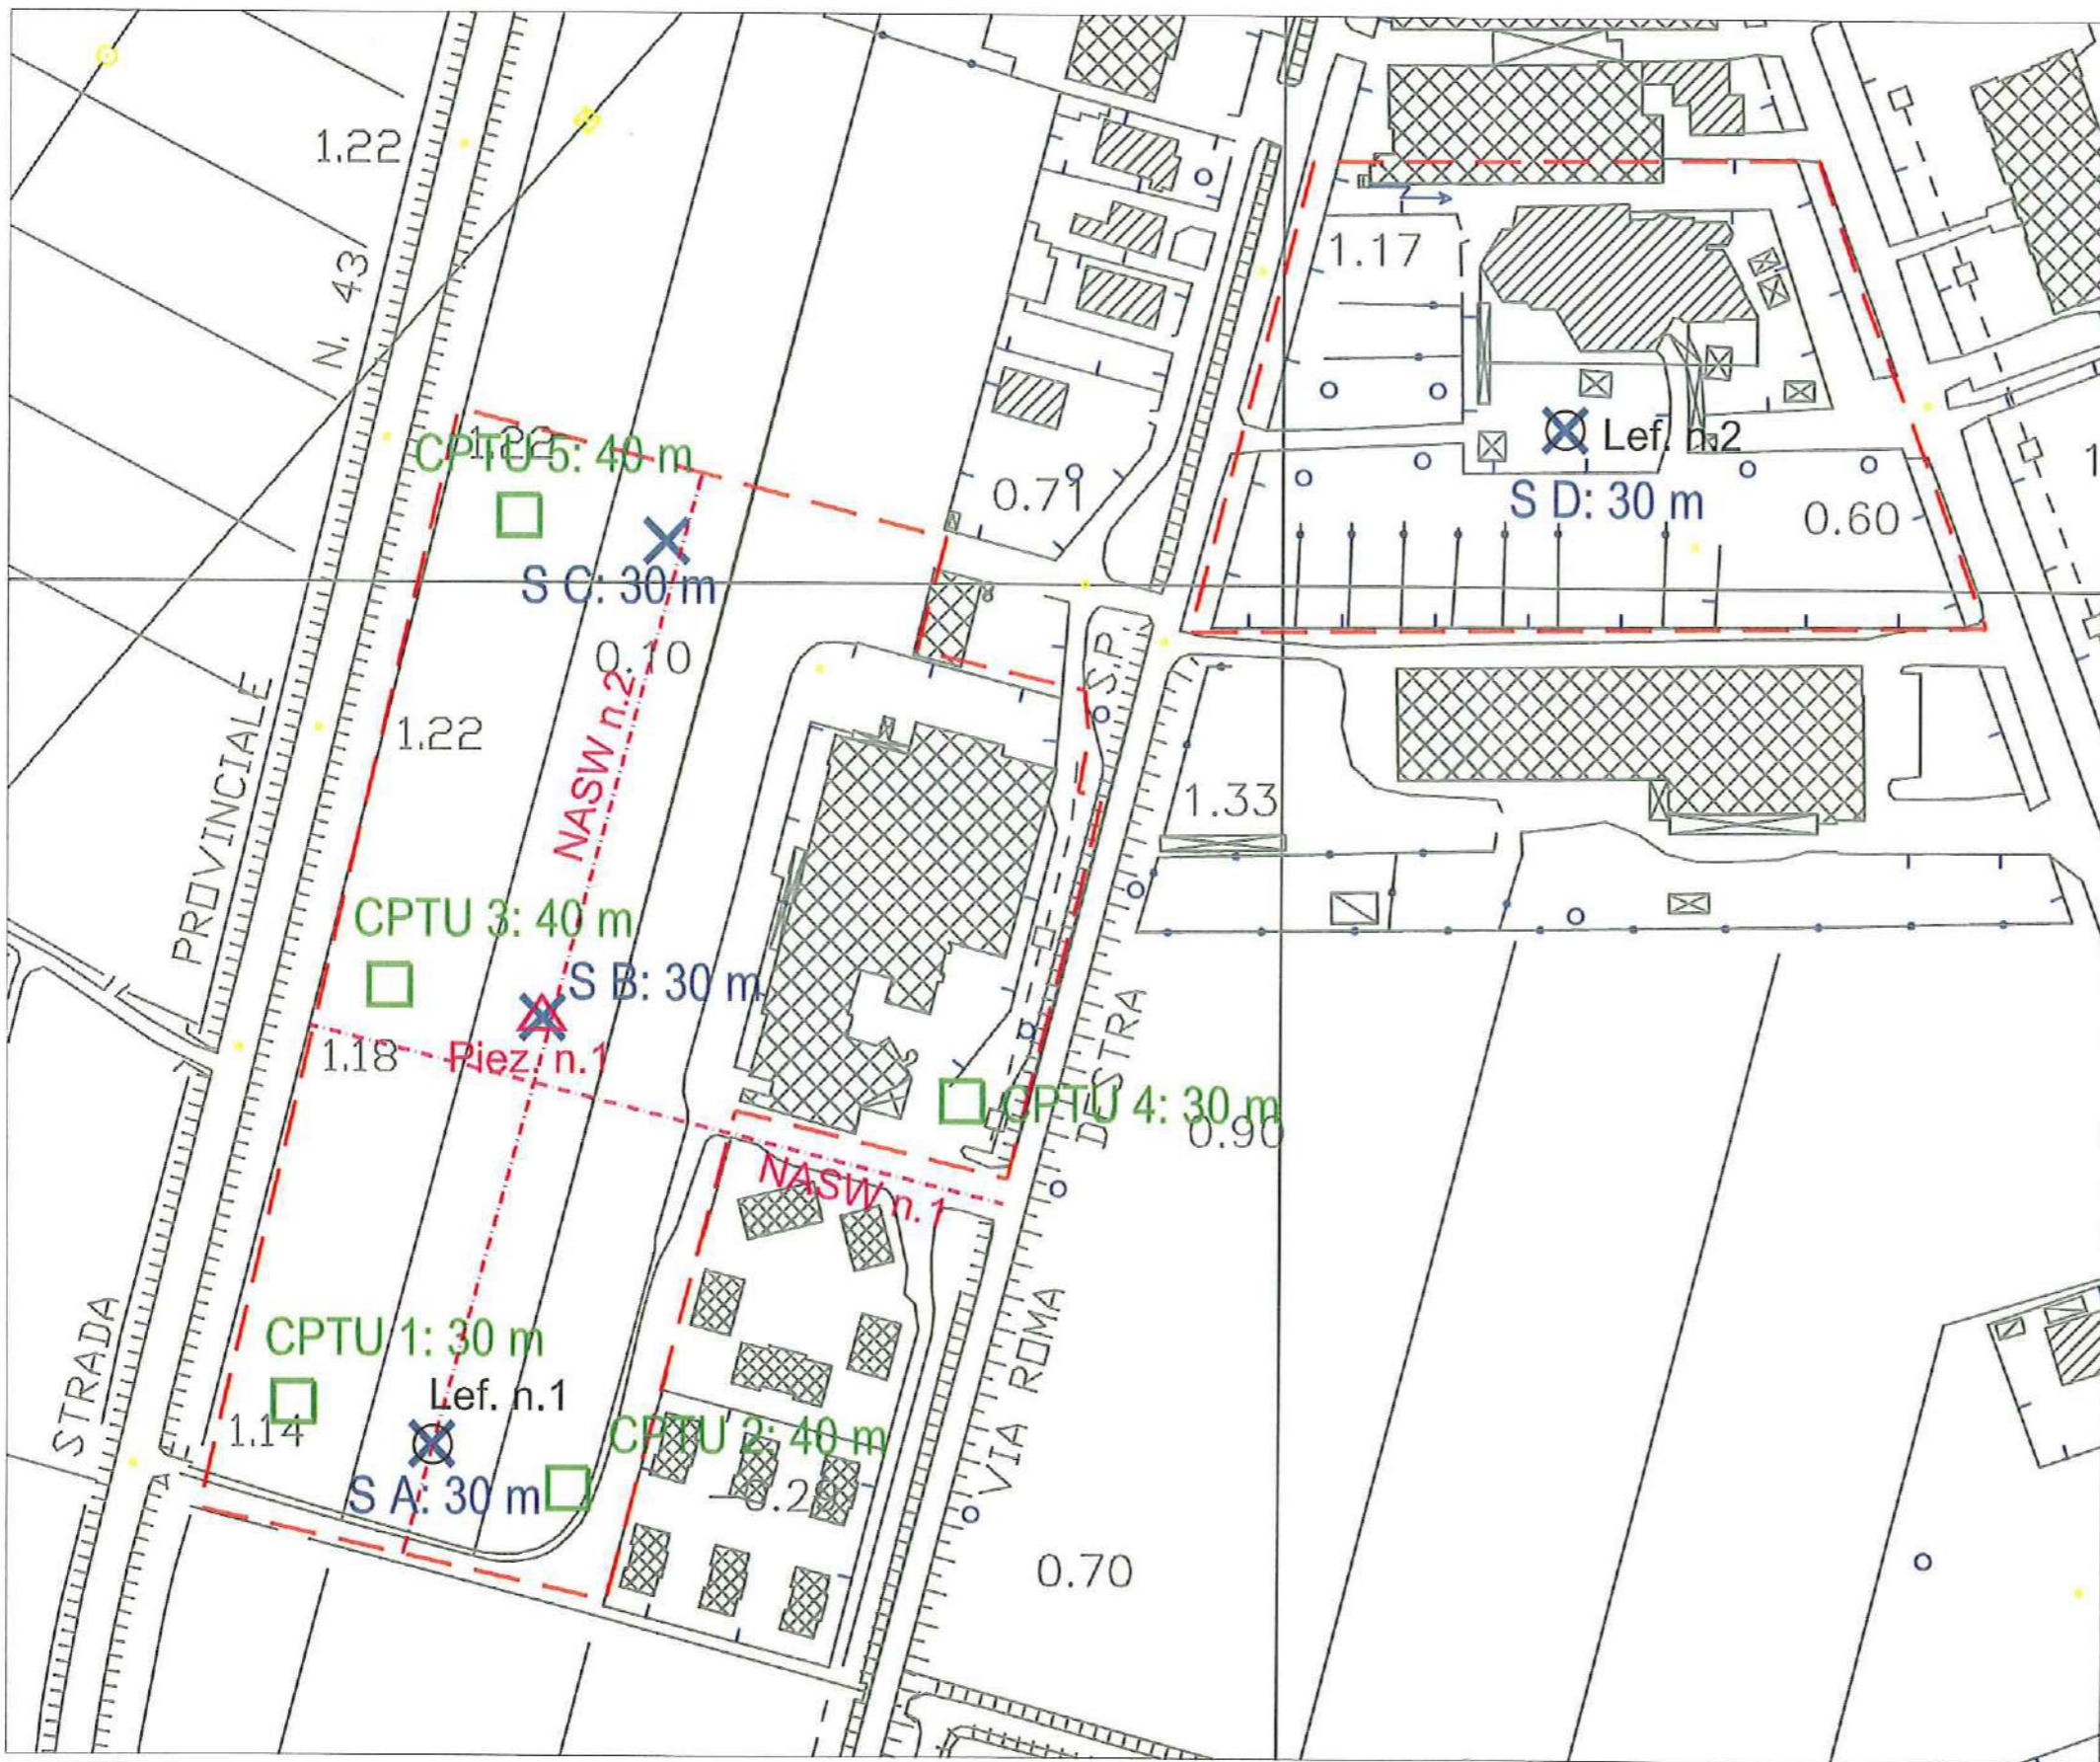 1.22
N. 43
1.17
1.22
CPTU 5: 40 m
Lef. n.2
0.71
S D: 30 m
0.60
S C: 30 m
0.10
S.P.
NASW n.2
PROVINCIALE
1.22
1.33
CPTU 3: 40 m
S B: 30 m
1.18
Piez. n.1
DESTRA
CPTU 4: 30 m
0.90
NASW n.1
STRADA
CPTU 1: 30 m
VIA ROMA
Lef. n.1
1.14
CPTU 2: 40 m
S A: 30 m
0.70